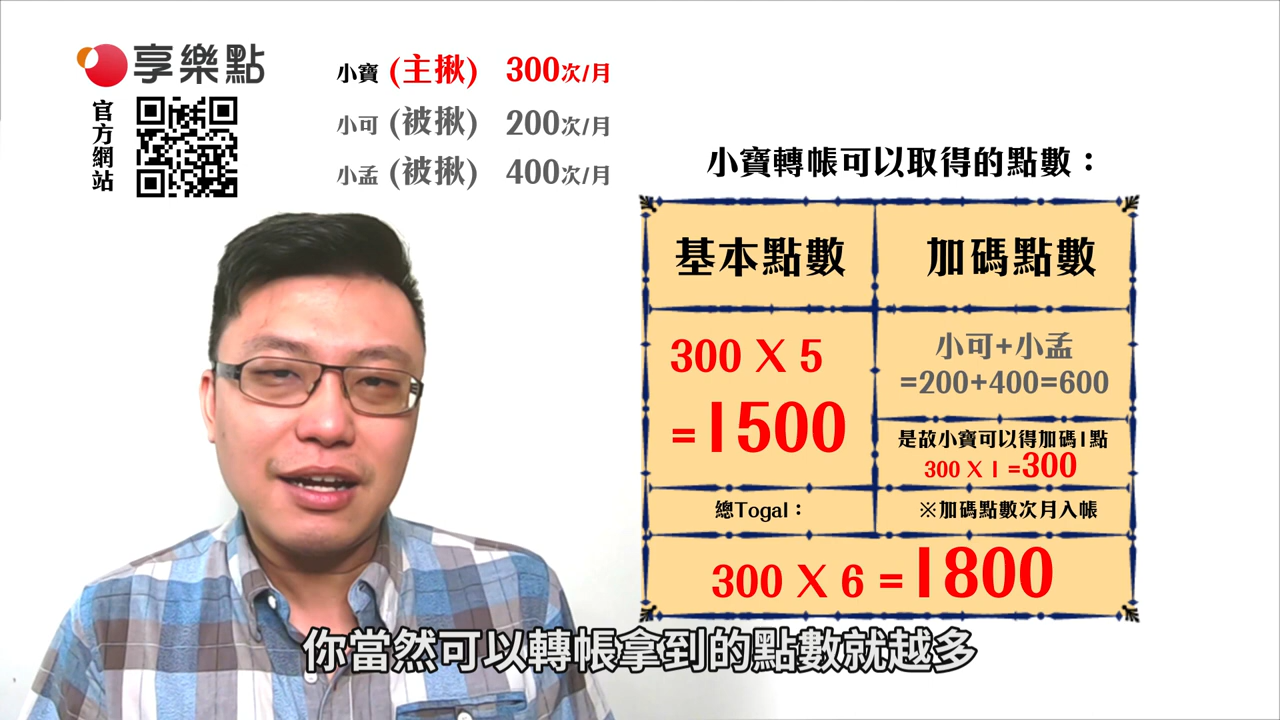 享樂點
官方網站
小寶 (主揪) 300次/月
小可 (被揪) 200次/月
小孟 (被揪) 400次/月
小寶轉帳可以取得的點數：
基本點數
加碼點數
300 X 5
=1500
小可+小孟
=200+400=600
是故小寶可以得加碼1點
300 X 1 =300
總Togal：
※加碼點數次月入帳
300 X 6 =1800
你當然可以轉帳拿到的點數就越多